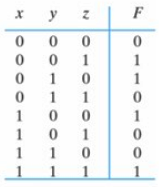 x y z F
0 0 0 0
0 0 1 1
0 1 0 1
0 1 1 0
1 0 0 1
1 0 1 0
1 1 0 0
1 1 1 1